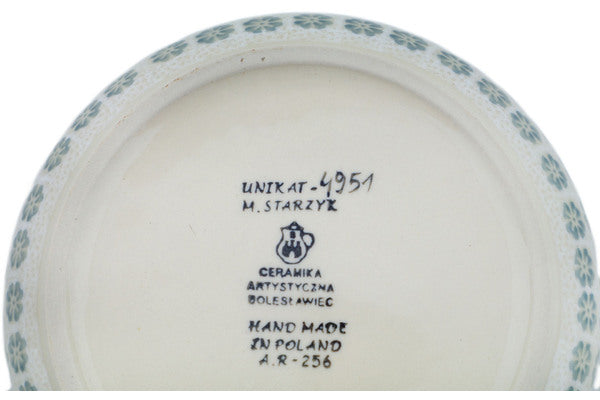 UNIKAT-4951
M. STARZYK
CERAMIKA
ARTYSTYCZNA
BOLESŁAWIEC
HAND MADE
IN POLAND
A.R-256